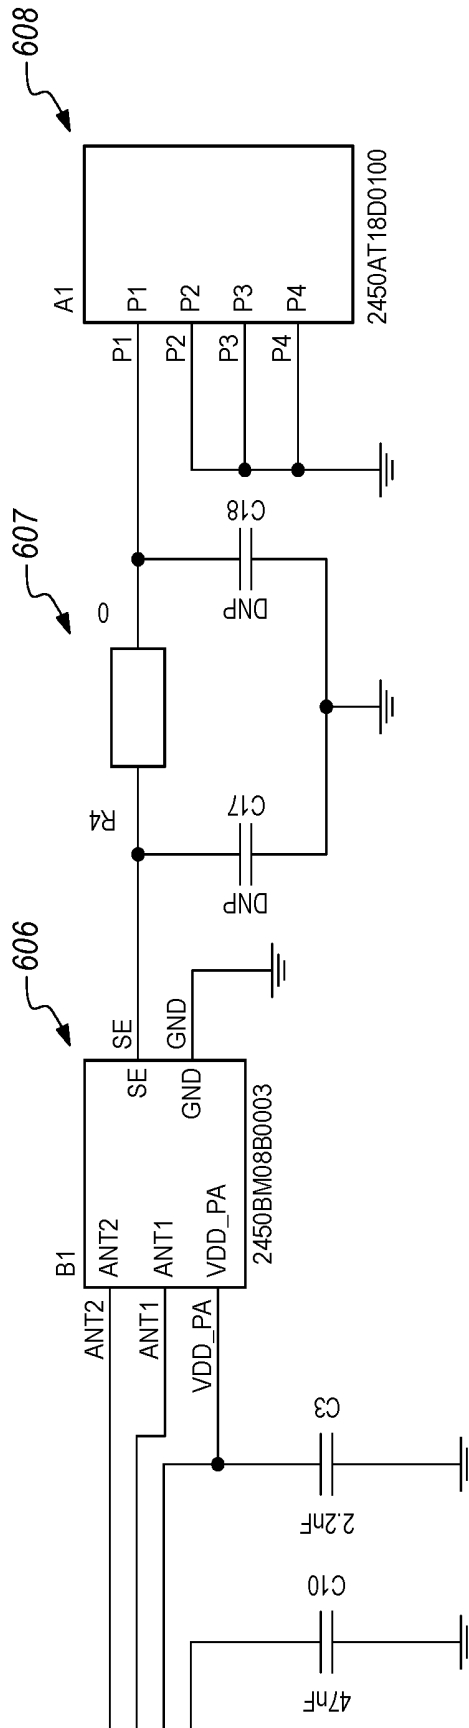 608
A1
P1
P1
P2
P2
P3
P3
P4
P4
2450AT18D0100
607
0
R4
C18
DNP
C17
DNP
606
B1
SE
SE
GND
GND
ANT2
ANT2
ANT1
ANT1
VDD_PA
VDD_PA
2450BM08B0003
C3
2.2nF
C10
47nF